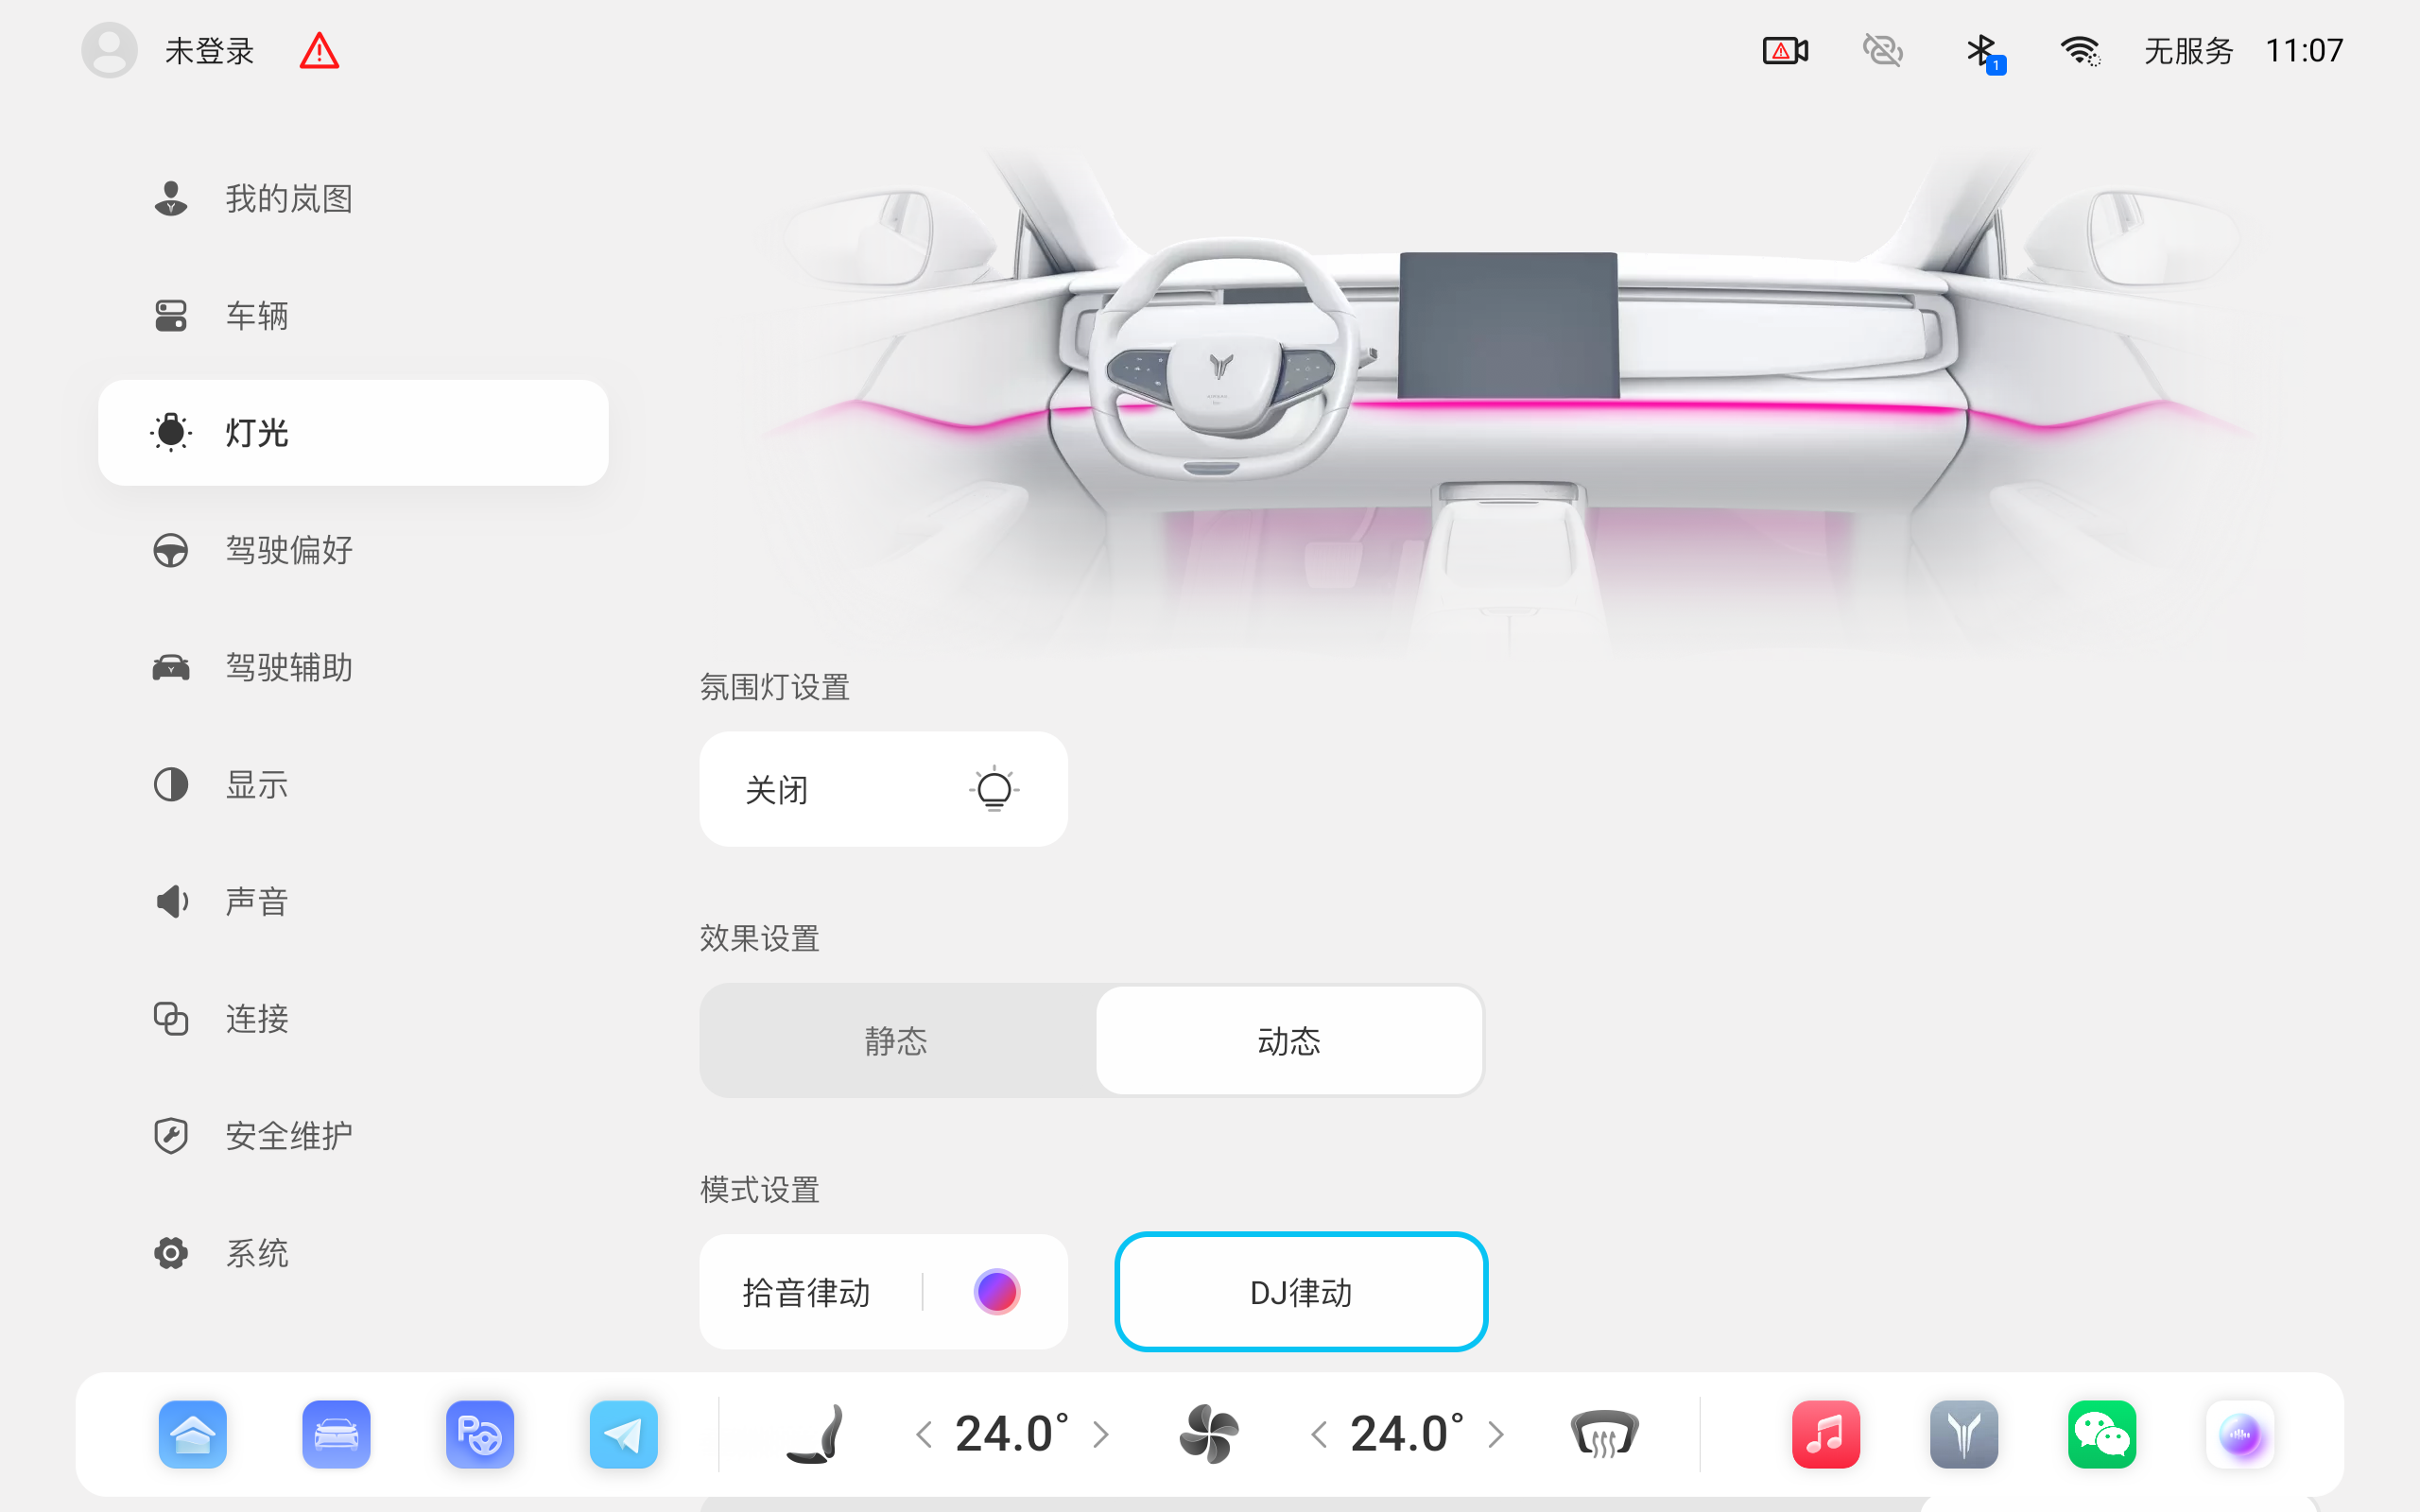 未登录
1
无服务 11:07
我的岚图
车辆
灯光
驾驶偏好
驾驶辅助
显示
声音
连接
安全维护
系统
氛围灯设置
关闭
效果设置
静态 动态
模式设置
拾音律动 DJ律动
24.0° 24.0°